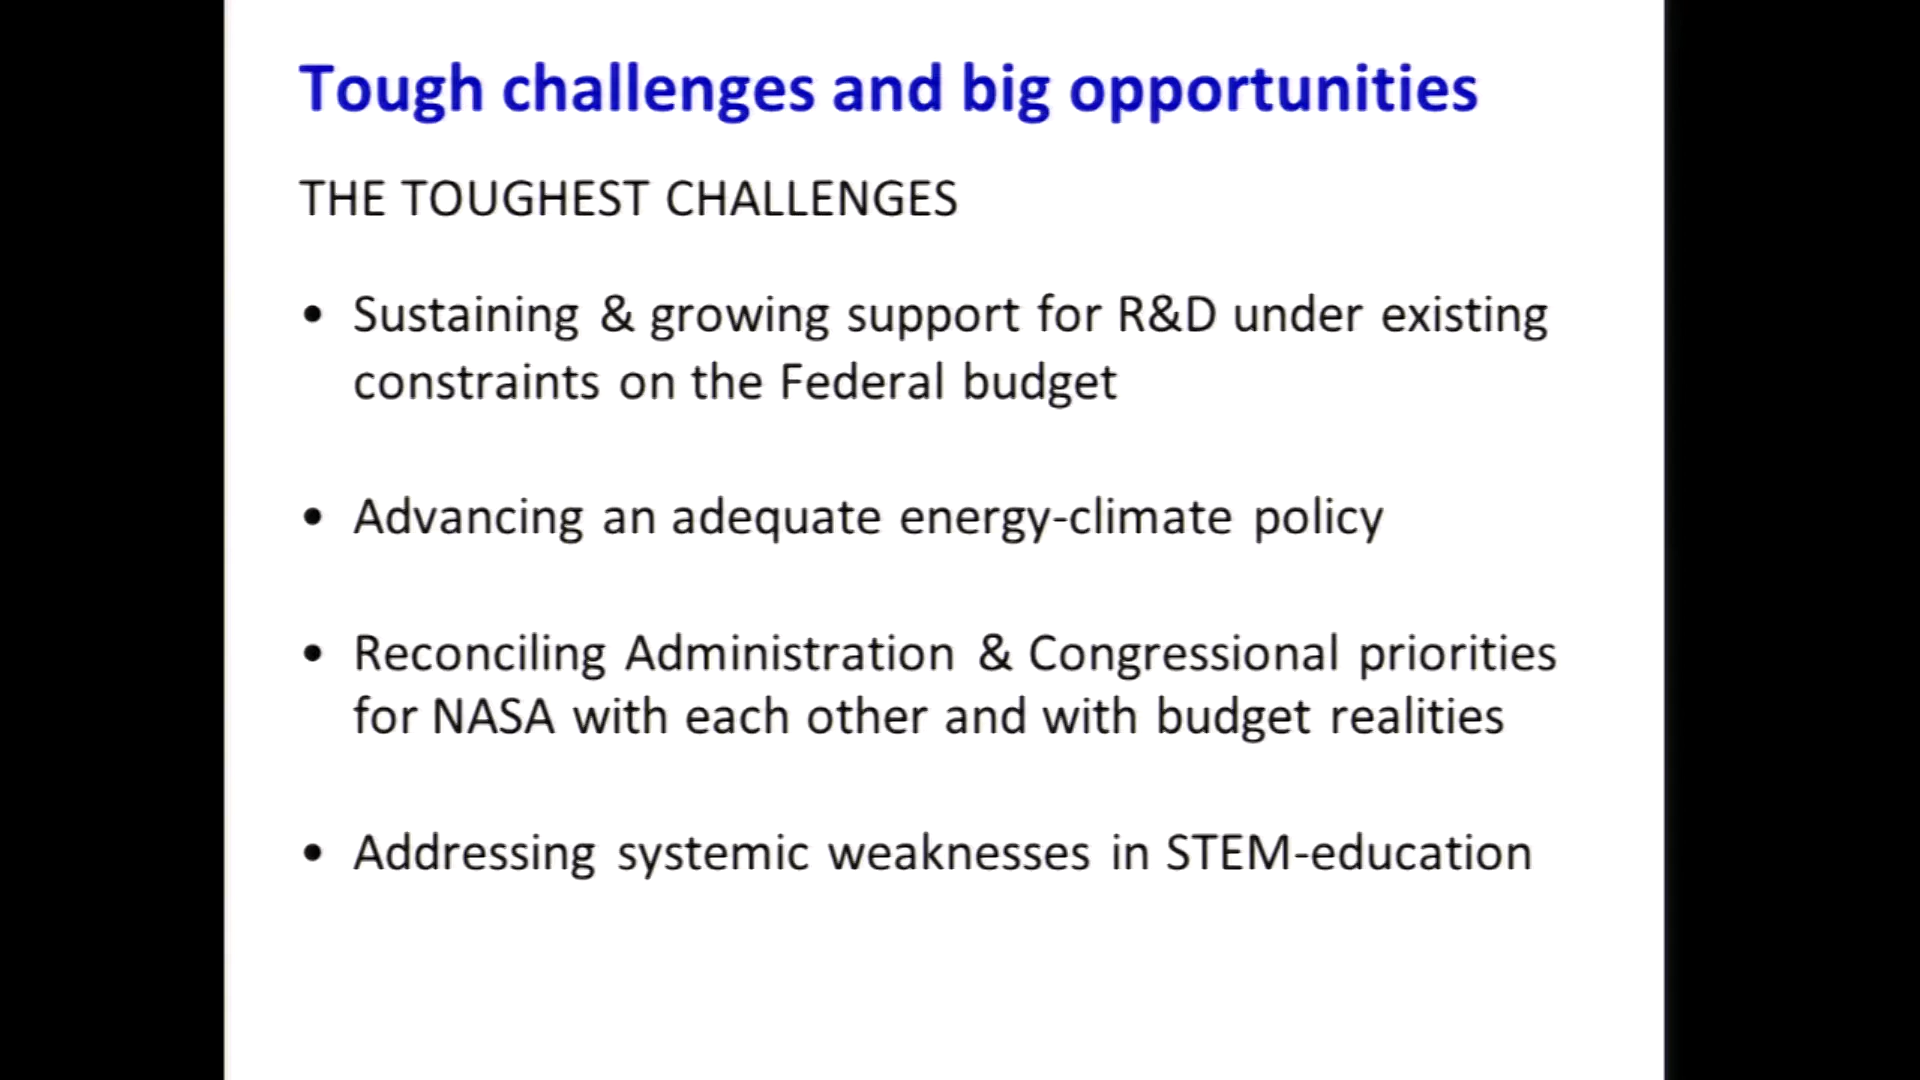 Tough challenges and big opportunities
THE TOUGHEST CHALLENGES
• Sustaining & growing support for R&D under existing
constraints on the Federal budget
• Advancing an adequate energy-climate policy
• Reconciling Administration & Congressional priorities
for NASA with each other and with budget realities
• Addressing systemic weaknesses in STEM-education